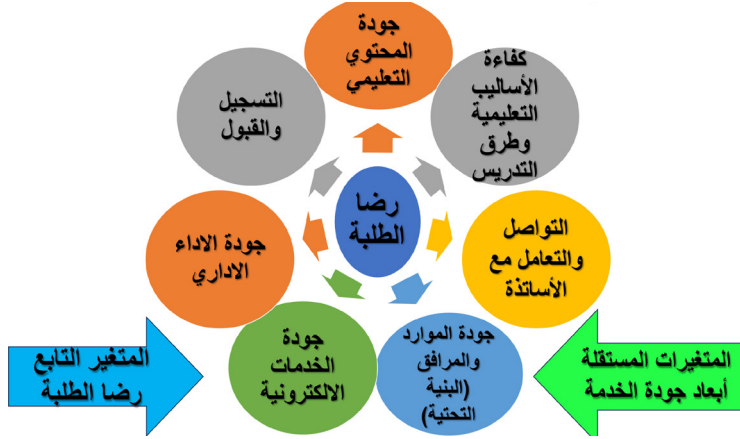 جودة
المحتوي
التعليمي
كفاءة
الأساليب
التعليمية
وطرق
التدريس
التسجيل
والقبول
رضا
الطلبة
التواصل
والتعامل مع
الأساتذة
جودة الاداء
الاداري
جودة الموارد
والمرافق
(البنية
التحتية)
جودة
الخدمات
الالكترونية
المتغيرات المستقلة
أبعاد جودة الخدمة
المتغير التابع
رضا الطلبة